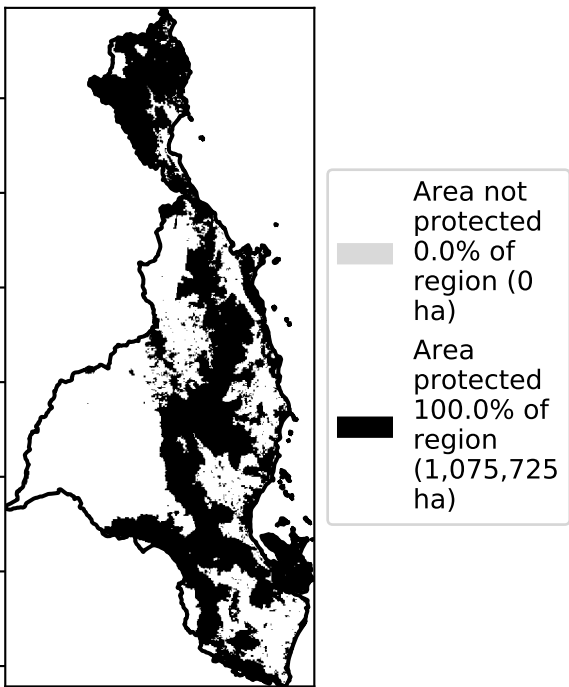 Area not
protected
0.0% of
region (0
ha)
Area
protected
100.0% of
region
(1,075,725
ha)